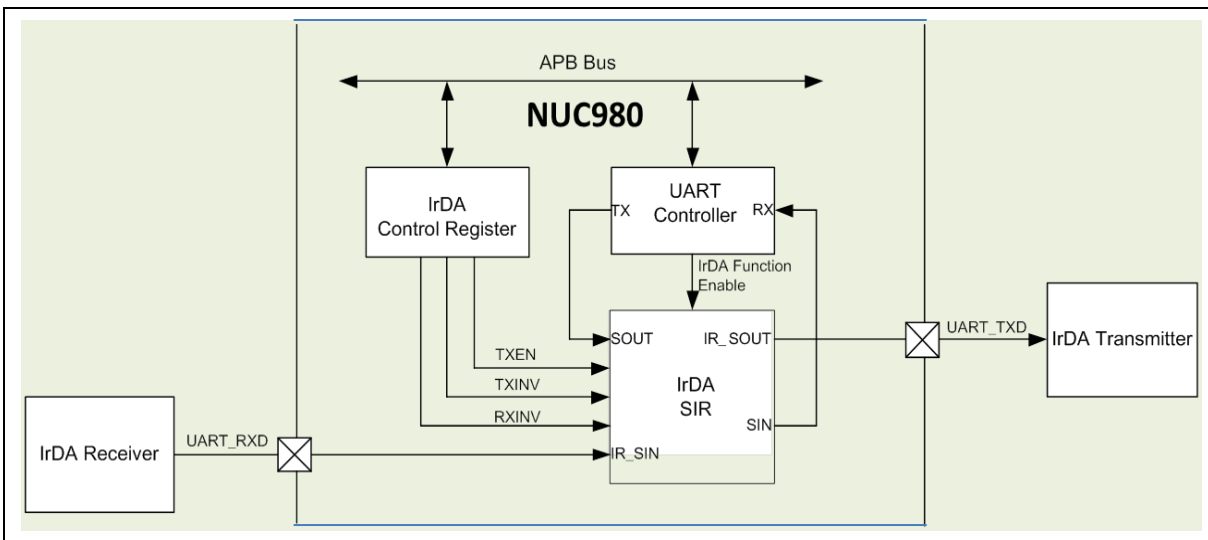 APB Bus
NUC980
IrDA
Control Register
UART
Controller
TX
RX
IrDA Function
Enable
SOUT
IR_SOUT
UART_TXD
IrDA Transmitter
TXEN
TXINV
IrDA
SIR
RXINV
SIN
UART_RXD
IrDA Receiver
IR_SIN